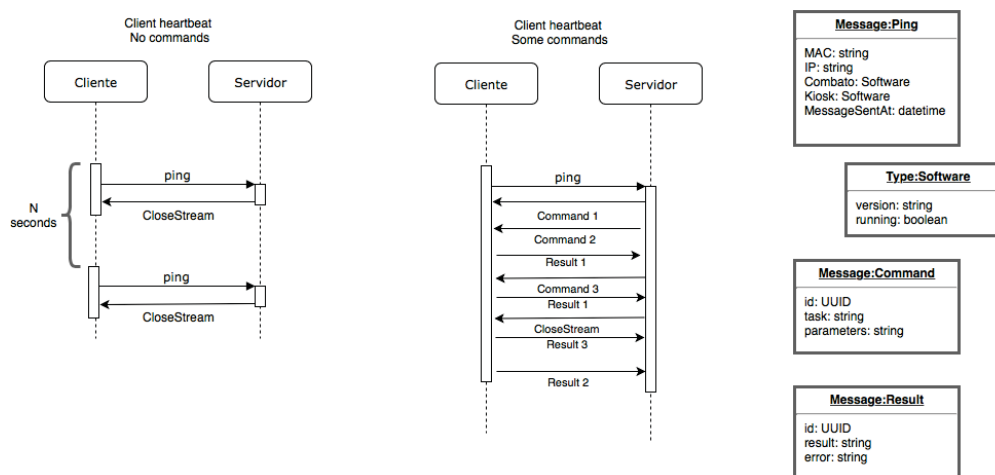 Client heartbeat
No commands
Cliente
Servidor
ping
CloseStream
N
seconds
ping
CloseStream
Client heartbeat
Some commands
Cliente
Servidor
ping
Command 1
Command 2
Result 1
Command 3
Result 1
CloseStream
Result 3
Result 2
Message:Ping
MAC: string
IP: string
Combato: Software
Kiosk: Software
MessageSentAt: datetime
Type:Software
version: string
running: boolean
Message:Command
id: UUID
task: string
parameters: string
Message:Result
id: UUID
result: string
error: string